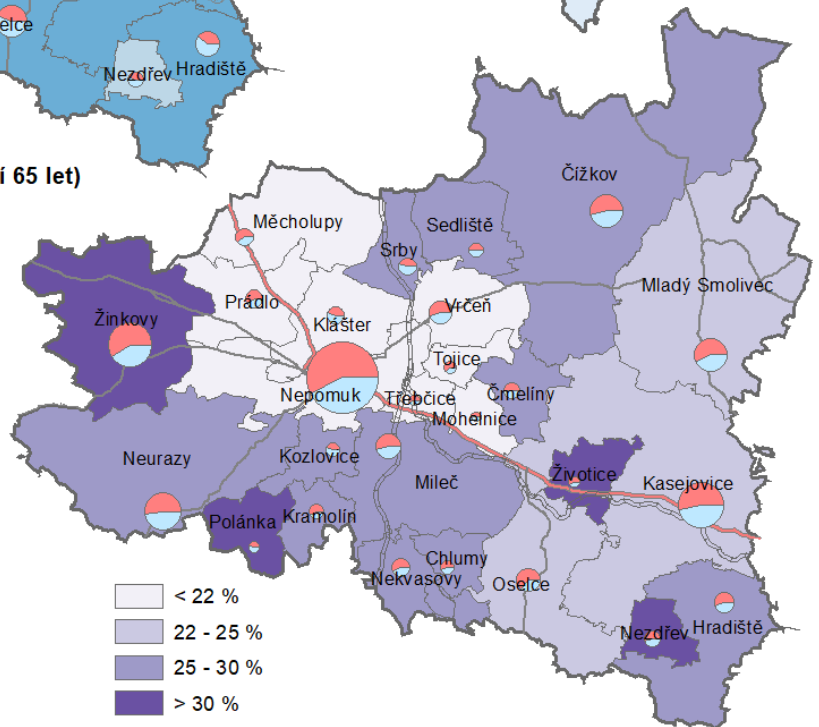 elce
Nezdřev
Hradiště
í 65 let)
Čížkov
Měcholupy
Sedliště
Srby
Mladý Smolivec
Prádlo
Vrčeň
Žinkovy
Klášter
Tojice
Nepomuk
Třebčice
Čmelíny
Mohelnice
Neurazy
Kozlovice
Mileč
Životice
Kasejovice
Polánka
Kramolín
Chlumy
Nekvasovy
Oselce
Nezdřev
Hradiště
< 22 %
22 - 25 %
25 - 30 %
> 30 %